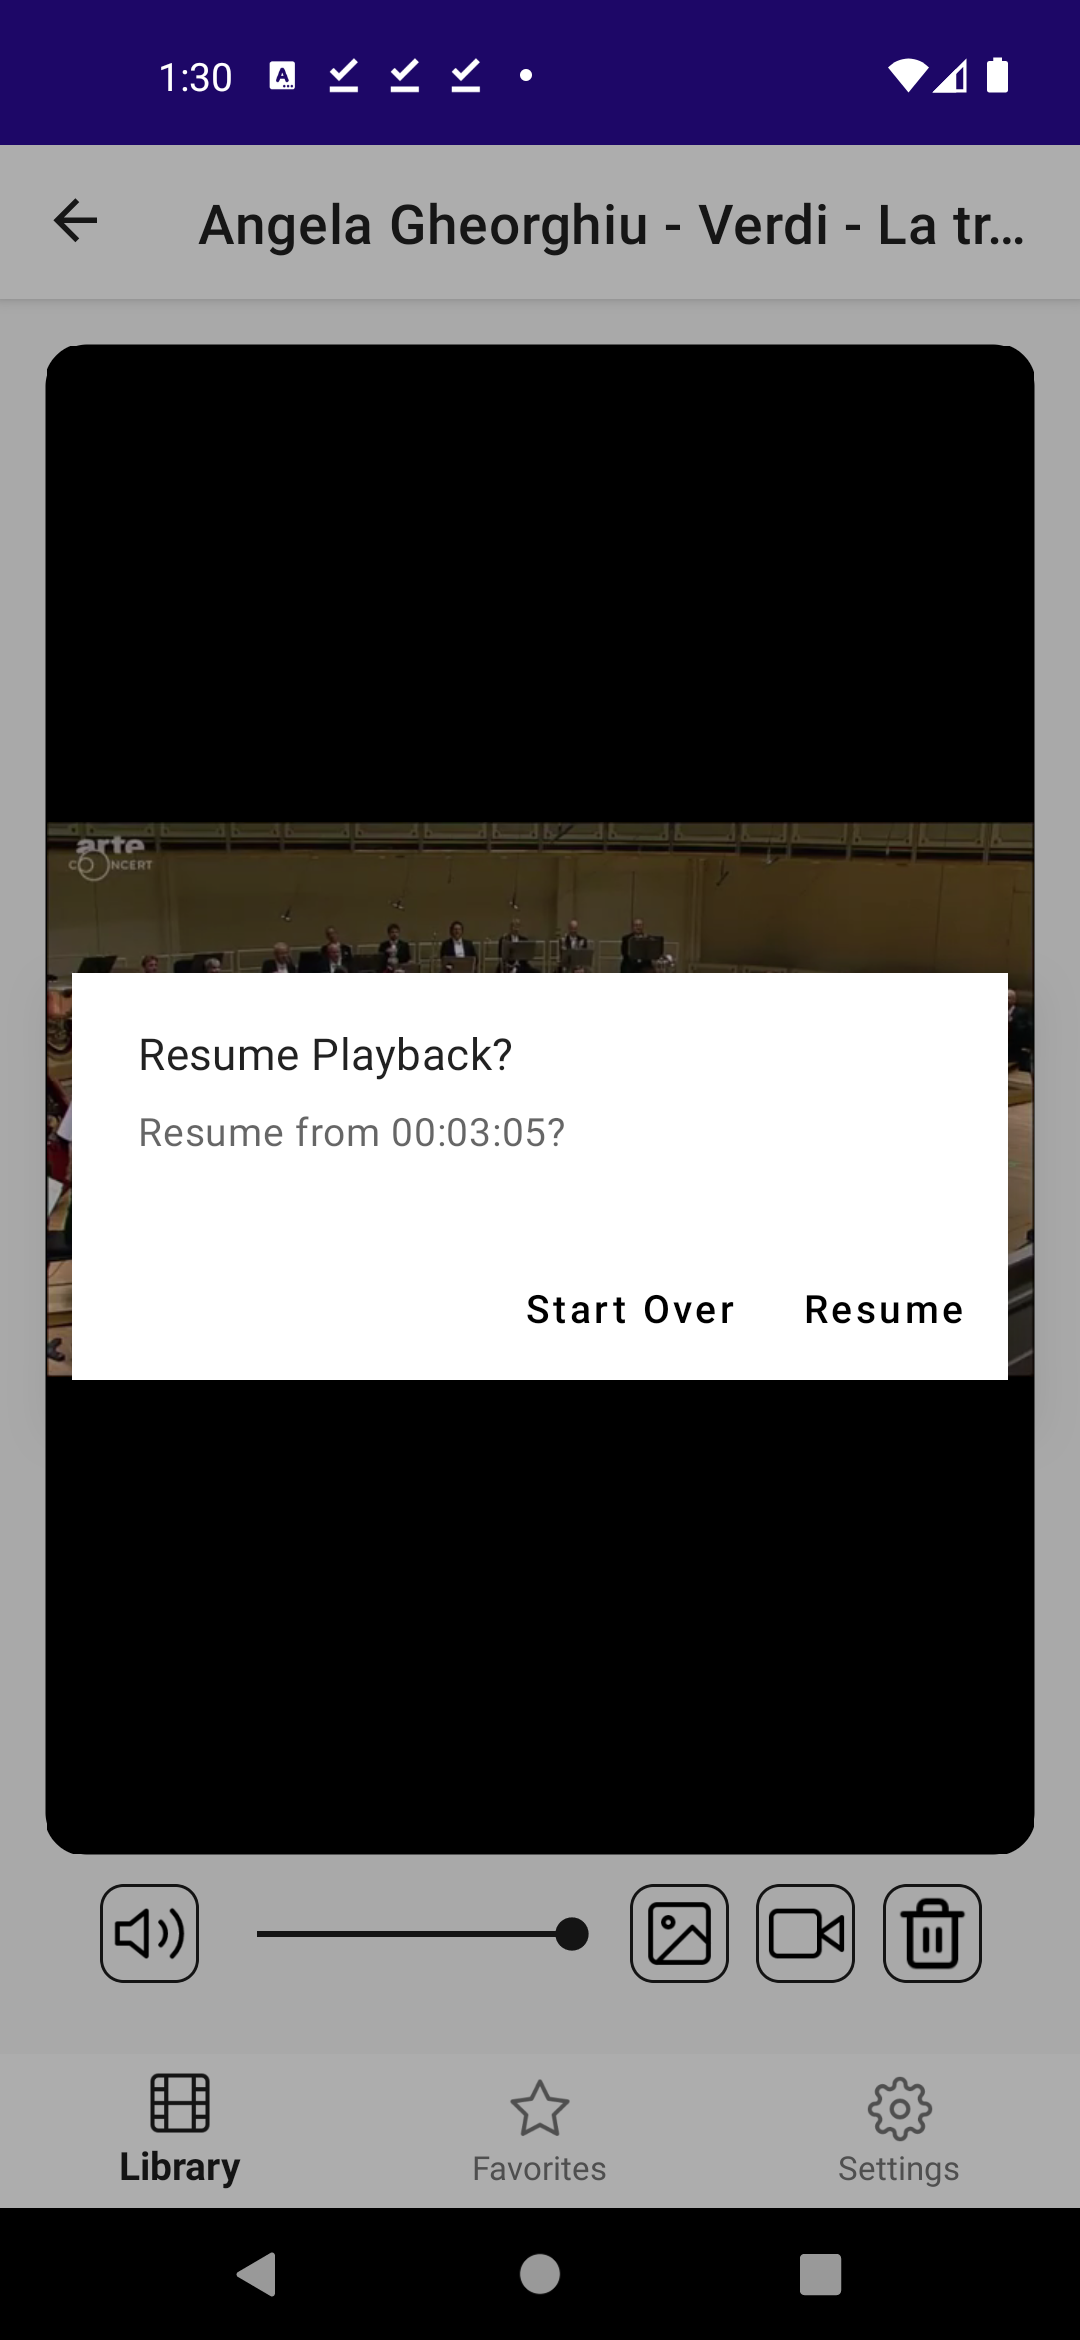 1:30
Angela Gheorghiu - Verdi - La tr...
arte
CONCERT
Resume Playback?
Resume from 00:03:05?
Start Over Resume
Library Favorites Settings